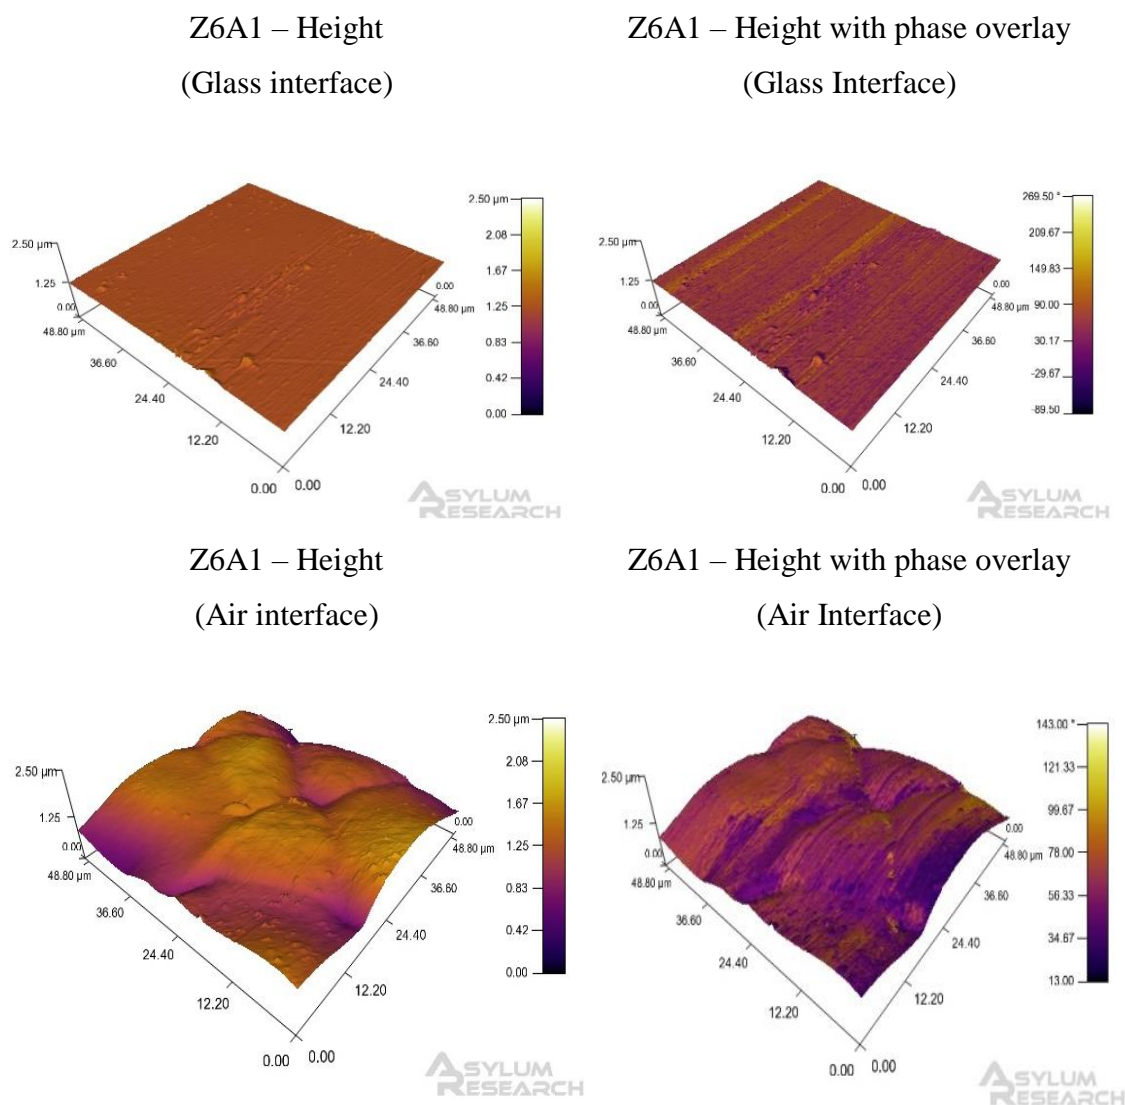 Z6A1 – Height
(Glass interface)
Z6A1 – Height with phase overlay
(Glass Interface)
2.50 µm
1.25
0.00
48.80 µm
36.60
24.40
12.20
0.00
0.00
12.20
24.40
36.60
48.80 µm
0.00
2.50 µm
2.08
1.67
1.25
0.83
0.42
0.00
ASYLUM
RESEARCH
2.50 µm
1.25
0.00
48.80 µm
36.60
24.40
12.20
0.00
0.00
12.20
24.40
36.60
48.80 µm
0.00
269.50 °
209.67
149.83
90.00
30.17
-29.67
-89.50
ASYLUM
RESEARCH
Z6A1 – Height
(Air interface)
Z6A1 – Height with phase overlay
(Air Interface)
2.50 µm
1.25
0.00
48.80 µm
36.60
24.40
12.20
0.00
0.00
12.20
24.40
36.60
48.80 µm
0.00
2.50 µm
2.08
1.67
1.25
0.83
0.42
0.00
ASYLUM
RESEARCH
2.50 µm
1.25
0.00
48.80 µm
36.60
24.40
12.20
0.00
0.00
12.20
24.40
36.60
48.80 µm
0.00
143.00 °
121.33
99.67
78.00
56.33
34.67
13.00
ASYLUM
RESEARCH